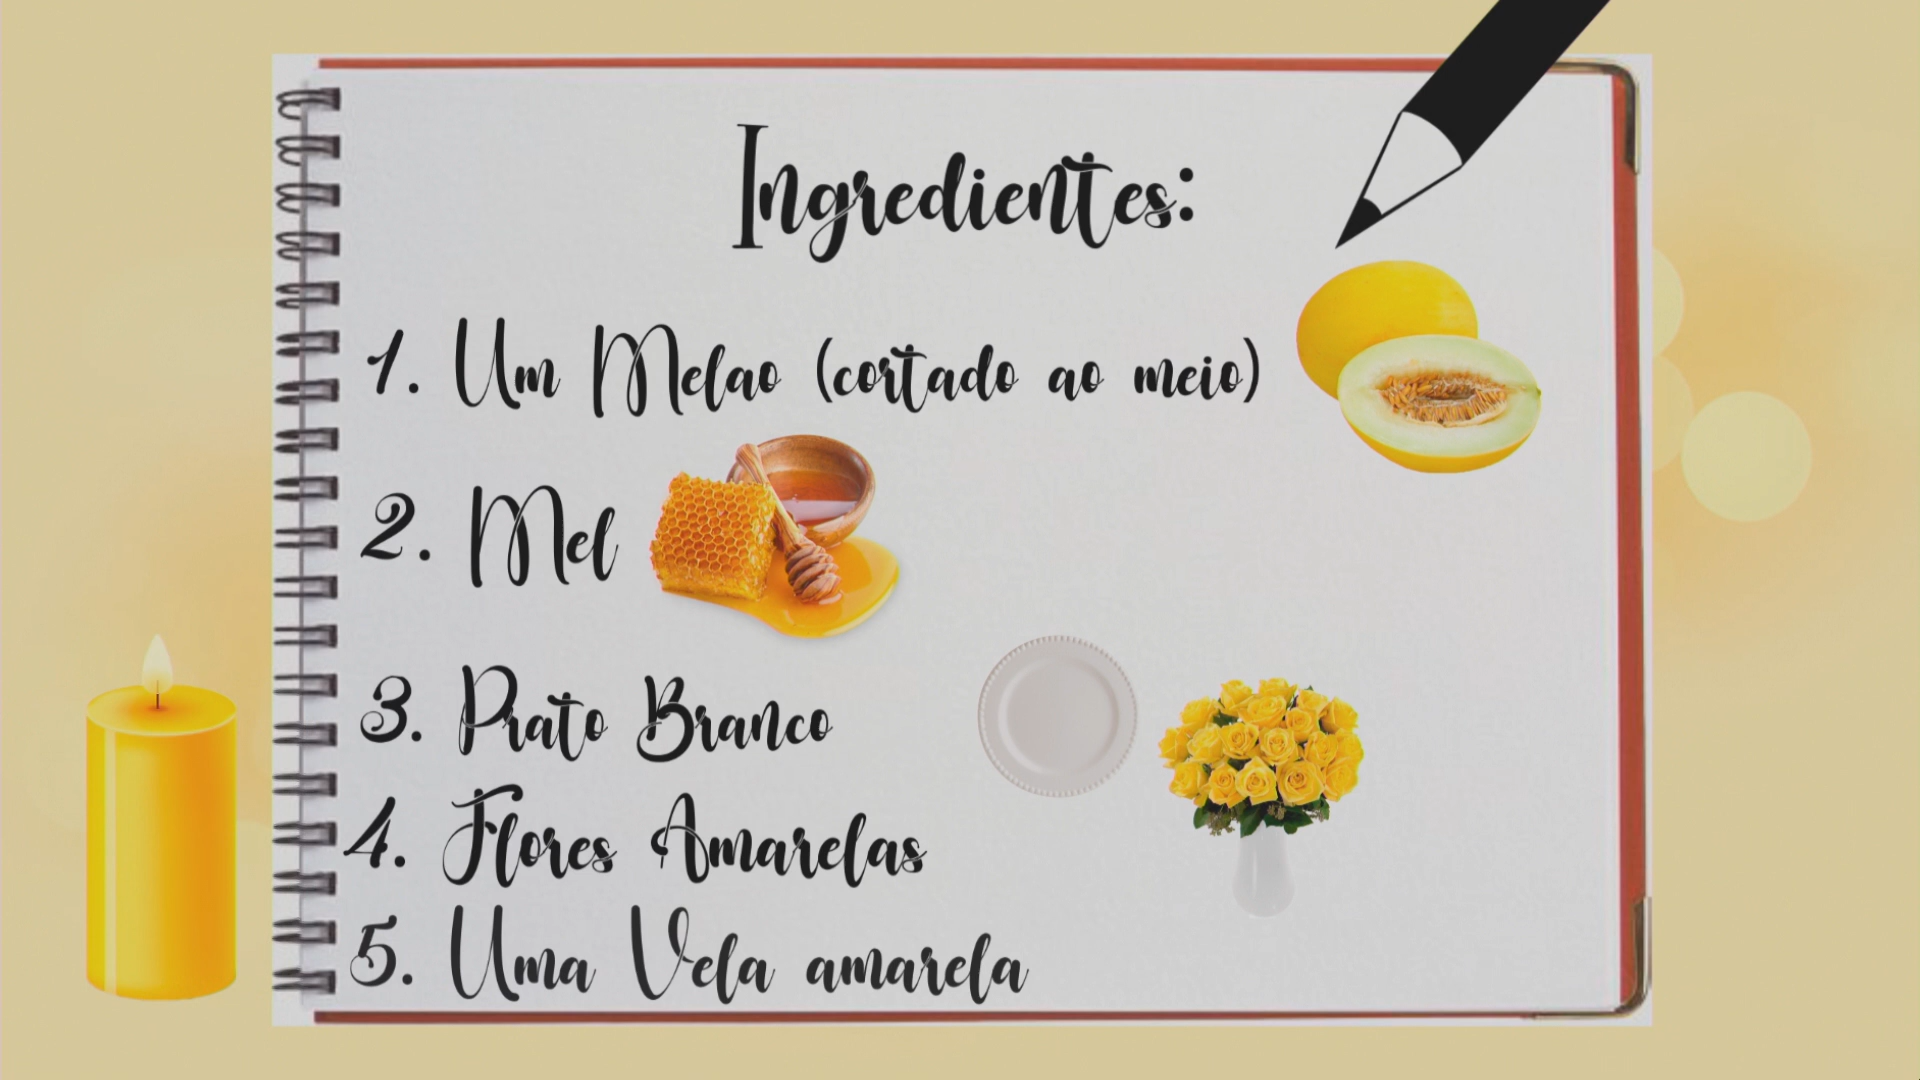 Ingredientes:
1. Um Melao (cortado ao meio)
2. Mel
3. Prato Branco
4. Flores Amarelas
5. Uma Vela amarela